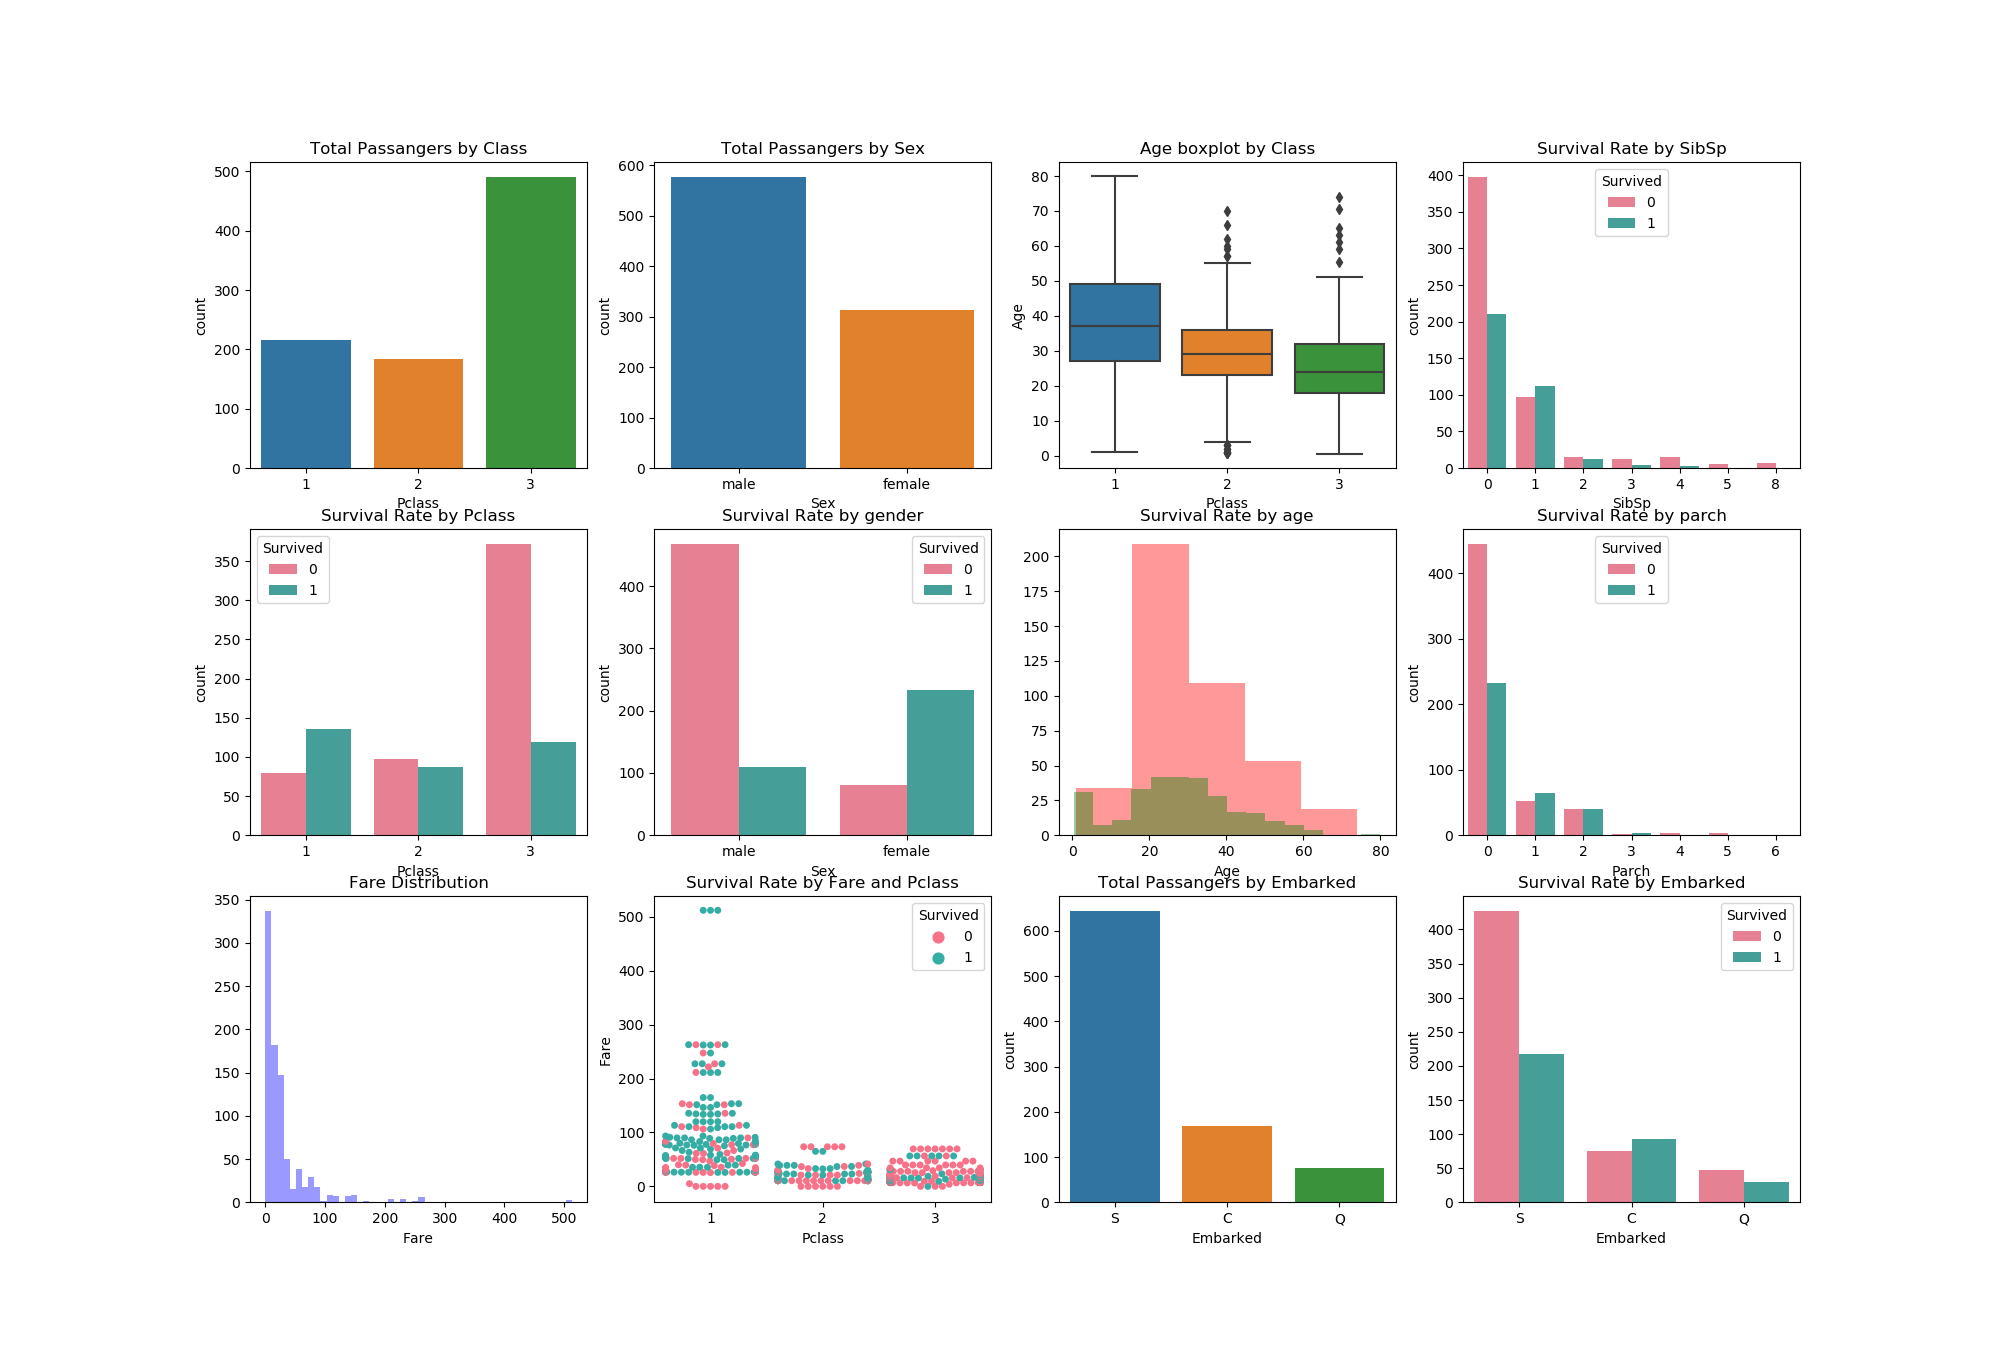 Total Passangers by Class
500
400
300
200
100
0
count
1 2 3
Pclass
Total Passangers by Sex
600
500
400
300
200
100
0
count
male female
Sex
Age boxplot by Class
80
70
60
50
40
30
20
10
0
Age
1 2 3
Pclass
Survival Rate by SibSp
400
350
300
250
200
150
100
50
0
count
Survived
0
1
0 1 2 3 4 5 8
SibSp
Survival Rate by Pclass
350
300
250
200
150
100
50
0
count
Survived
0
1
1 2 3
Pclass
Survival Rate by gender
400
300
200
100
0
count
Survived
0
1
male female
Sex
Survival Rate by age
200
175
150
125
100
75
50
25
0
0 20 40 60 80
Age
Survival Rate by parch
400
300
200
100
0
count
Survived
0
1
0 1 2 3 4 5 6
Parch
Fare Distribution
350
300
250
200
150
100
50
0
0 100 200 300 400 500
Fare
Survival Rate by Fare and Pclass
500
400
300
200
100
0
Fare
Survived
0
1
1 2 3
Pclass
Total Passangers by Embarked
600
500
400
300
200
100
0
count
S C Q
Embarked
Survival Rate by Embarked
400
350
300
250
200
150
100
50
0
count
Survived
0
1
S C Q
Embarked